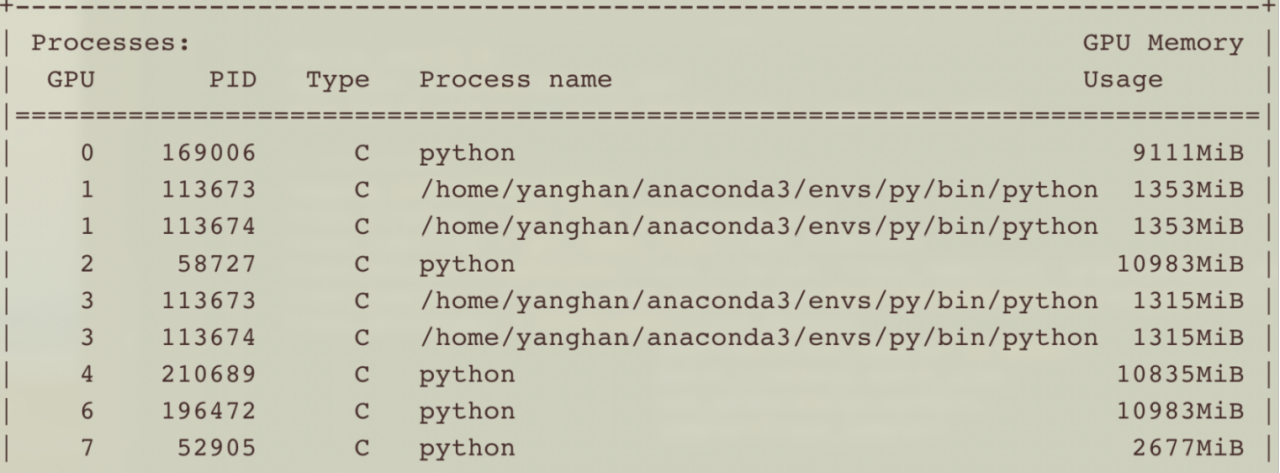 +-----------------------------------------------------------------------------+
| Processes:                                                       GPU Memory |
|  GPU       PID   Type   Process name                             Usage      |
|=============================================================================|
|    0    169006      C   python                                      9111MiB |
|    1    113673      C   /home/yanghan/anaconda3/envs/py/bin/python  1353MiB |
|    1    113674      C   /home/yanghan/anaconda3/envs/py/bin/python  1353MiB |
|    2     58727      C   python                                     10983MiB |
|    3    113673      C   /home/yanghan/anaconda3/envs/py/bin/python  1315MiB |
|    3    113674      C   /home/yanghan/anaconda3/envs/py/bin/python  1315MiB |
|    4    210689      C   python                                     10835MiB |
|    6    196472      C   python                                     10983MiB |
|    7     52905      C   python                                      2677MiB |